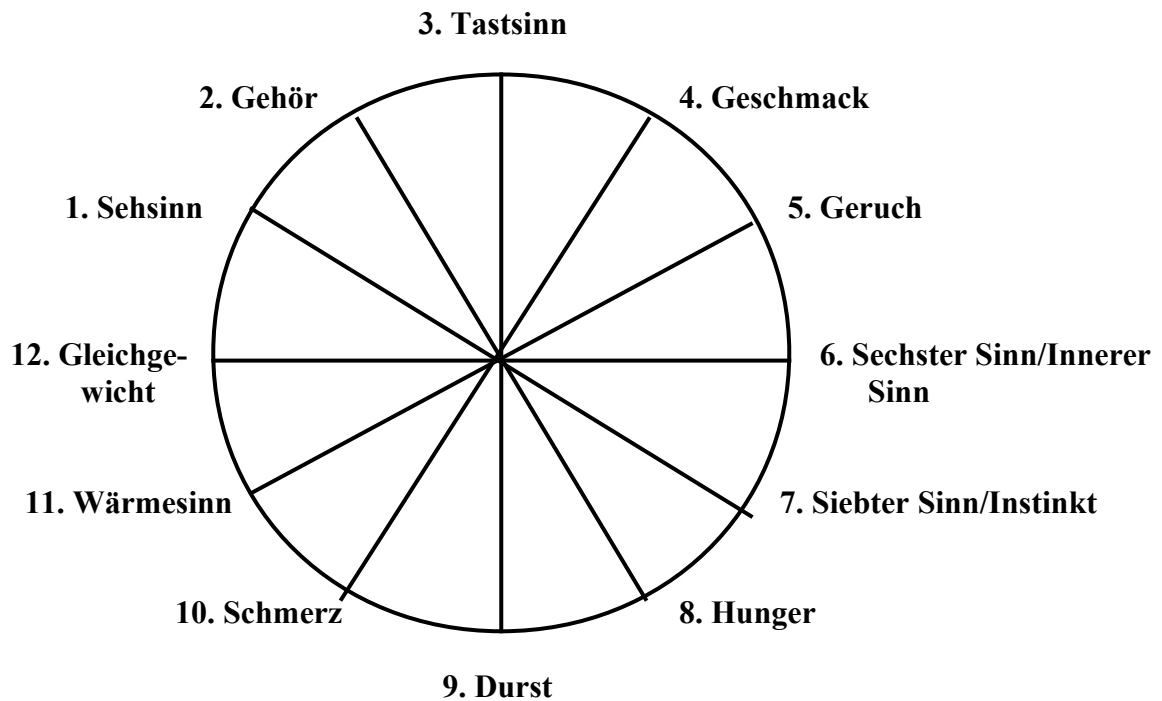 3. Tastsinn
2. Gehör
4. Geschmack
1. Sehsinn
5. Geruch
12. Gleichge-
wicht
6. Sechster Sinn/Innerer
Sinn
11. Wärmesinn
7. Siebter Sinn/Instinkt
10. Schmerz
8. Hunger
9. Durst